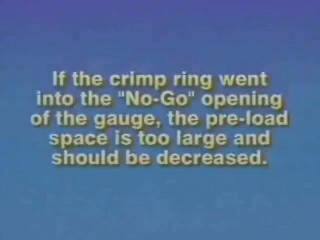 If the crimp ring went
into the "No-Go" opening
of the gauge, the pre-load
space is too large and
should be decreased.